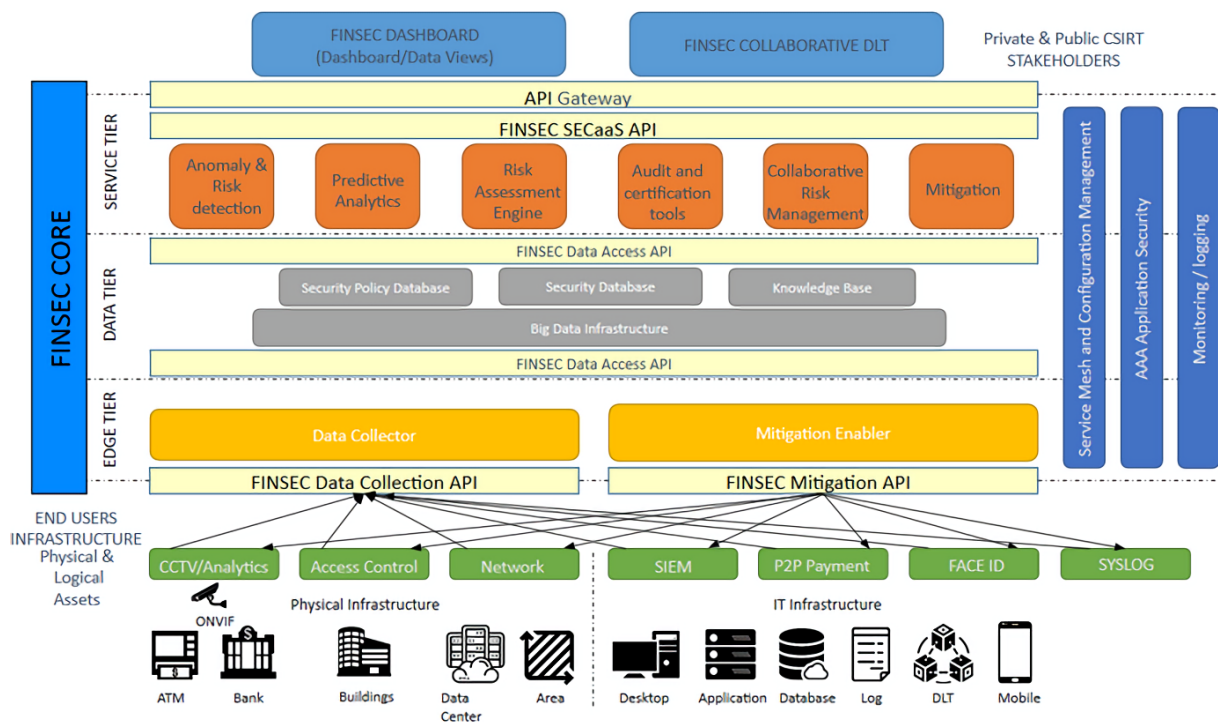 FINSEC DASHBOARD
(Dashboard/Data Views)
FINSEC COLLABORATIVE DLT
Private & Public CSIRT
STAKEHOLDERS
API Gateway
FINSEC SECaaS API
FINSEC CORE
SERVICE TIER
Anomaly &
Risk
detection
Predictive
Analytics
Risk
Assessment
Engine
Audit and
certification
tools
Collaborative
Risk
Management
Mitigation
Service Mesh and Configuration Management
AAA Application Security
Monitoring / logging
DATA TIER
FINSEC Data Access API
Security Policy Database
Security Database
Knowledge Base
Big Data Infrastructure
FINSEC Data Access API
EDGE TIER
Data Collector
Mitigation Enabler
FINSEC Data Collection API
FINSEC Mitigation API
END USERS
INFRASTRUCTURE
Physical &
Logical
Assets
CCTV/Analytics
Access Control
Network
SIEM
P2P Payment
FACE ID
SYSLOG
ONVIF
Physical Infrastructure
IT Infrastructure
ATM
Bank
Buildings
Data
Center
Area
Desktop
Application
Database
Log
DLT
Mobile